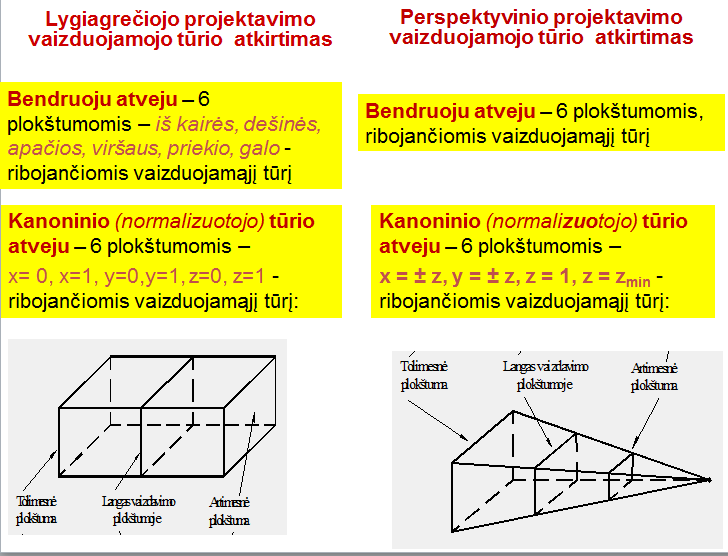 Lygiagrečiojo projektavimo
vaizduojamojo tūrio atkirtimas
Bendruoju atveju – 6
plokštumomis – iš kairės, dešinės,
apačios, viršaus, priekio, galo -
ribojančiomis vaizduojamąjį tūrį
Kanoninio (normalizuotojo) tūrio
atveju – 6 plokštumomis –
x= 0, x=1, y=0,y=1, z=0, z=1 -
ribojančiomis vaizduojamąjį tūrį:
Tolimesnė
plokštuma
Langas vaizdavimo
plokštumoje
Artimesnė
plokštuma
Perspektyvinio projektavimo
vaizduojamojo tūrio atkirtimas
Bendruoju atveju – 6 plokštumomis,
ribojančiomis vaizduojamąjį tūrį
Kanoninio (normalizuotojo) tūrio
atveju – 6 plokštumomis –
x = ± z, y = ± z, z = 1, z = zmin -
ribojančiomis vaizduojamąjį tūrį:
Tolimesnė
plokštuma
Langas vaizdavimo
plokštumoje
Artimesnė
plokštuma